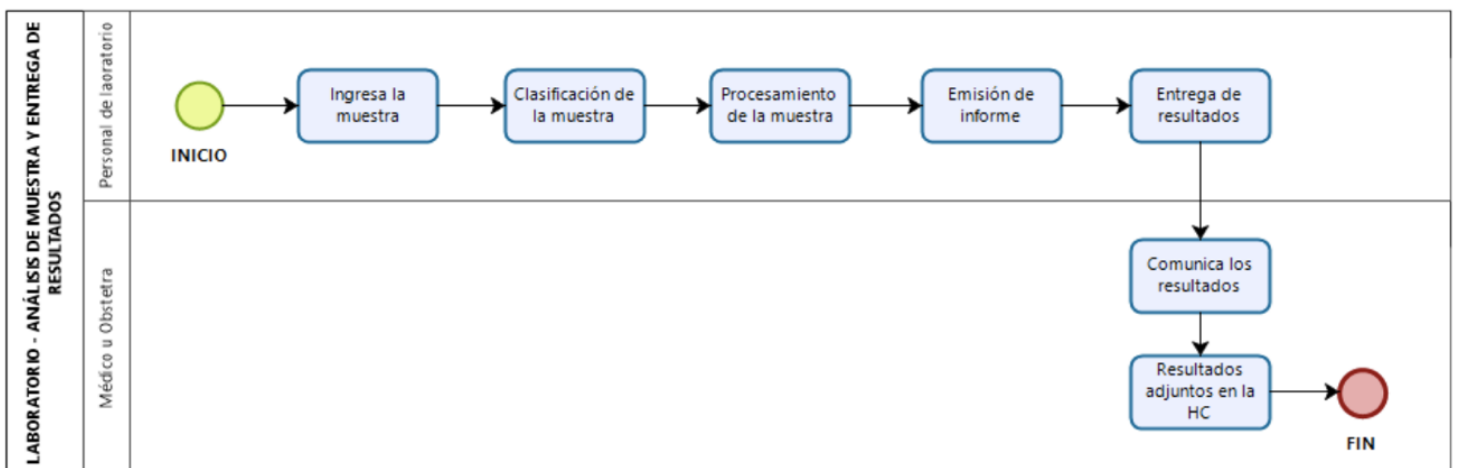 LABORATORIO - ANÁLISIS DE MUESTRA Y ENTREGA DE
RESULTADOS
Personal de laoratorio
INICIO
Ingresa la
muestra
Clasificación de
la muestra
Procesamiento
de la muestra
Emisión de
informe
Entrega de
resultados
Médico u Obstetra
Comunica los
resultados
Resultados
adjuntos en la
HC
FIN